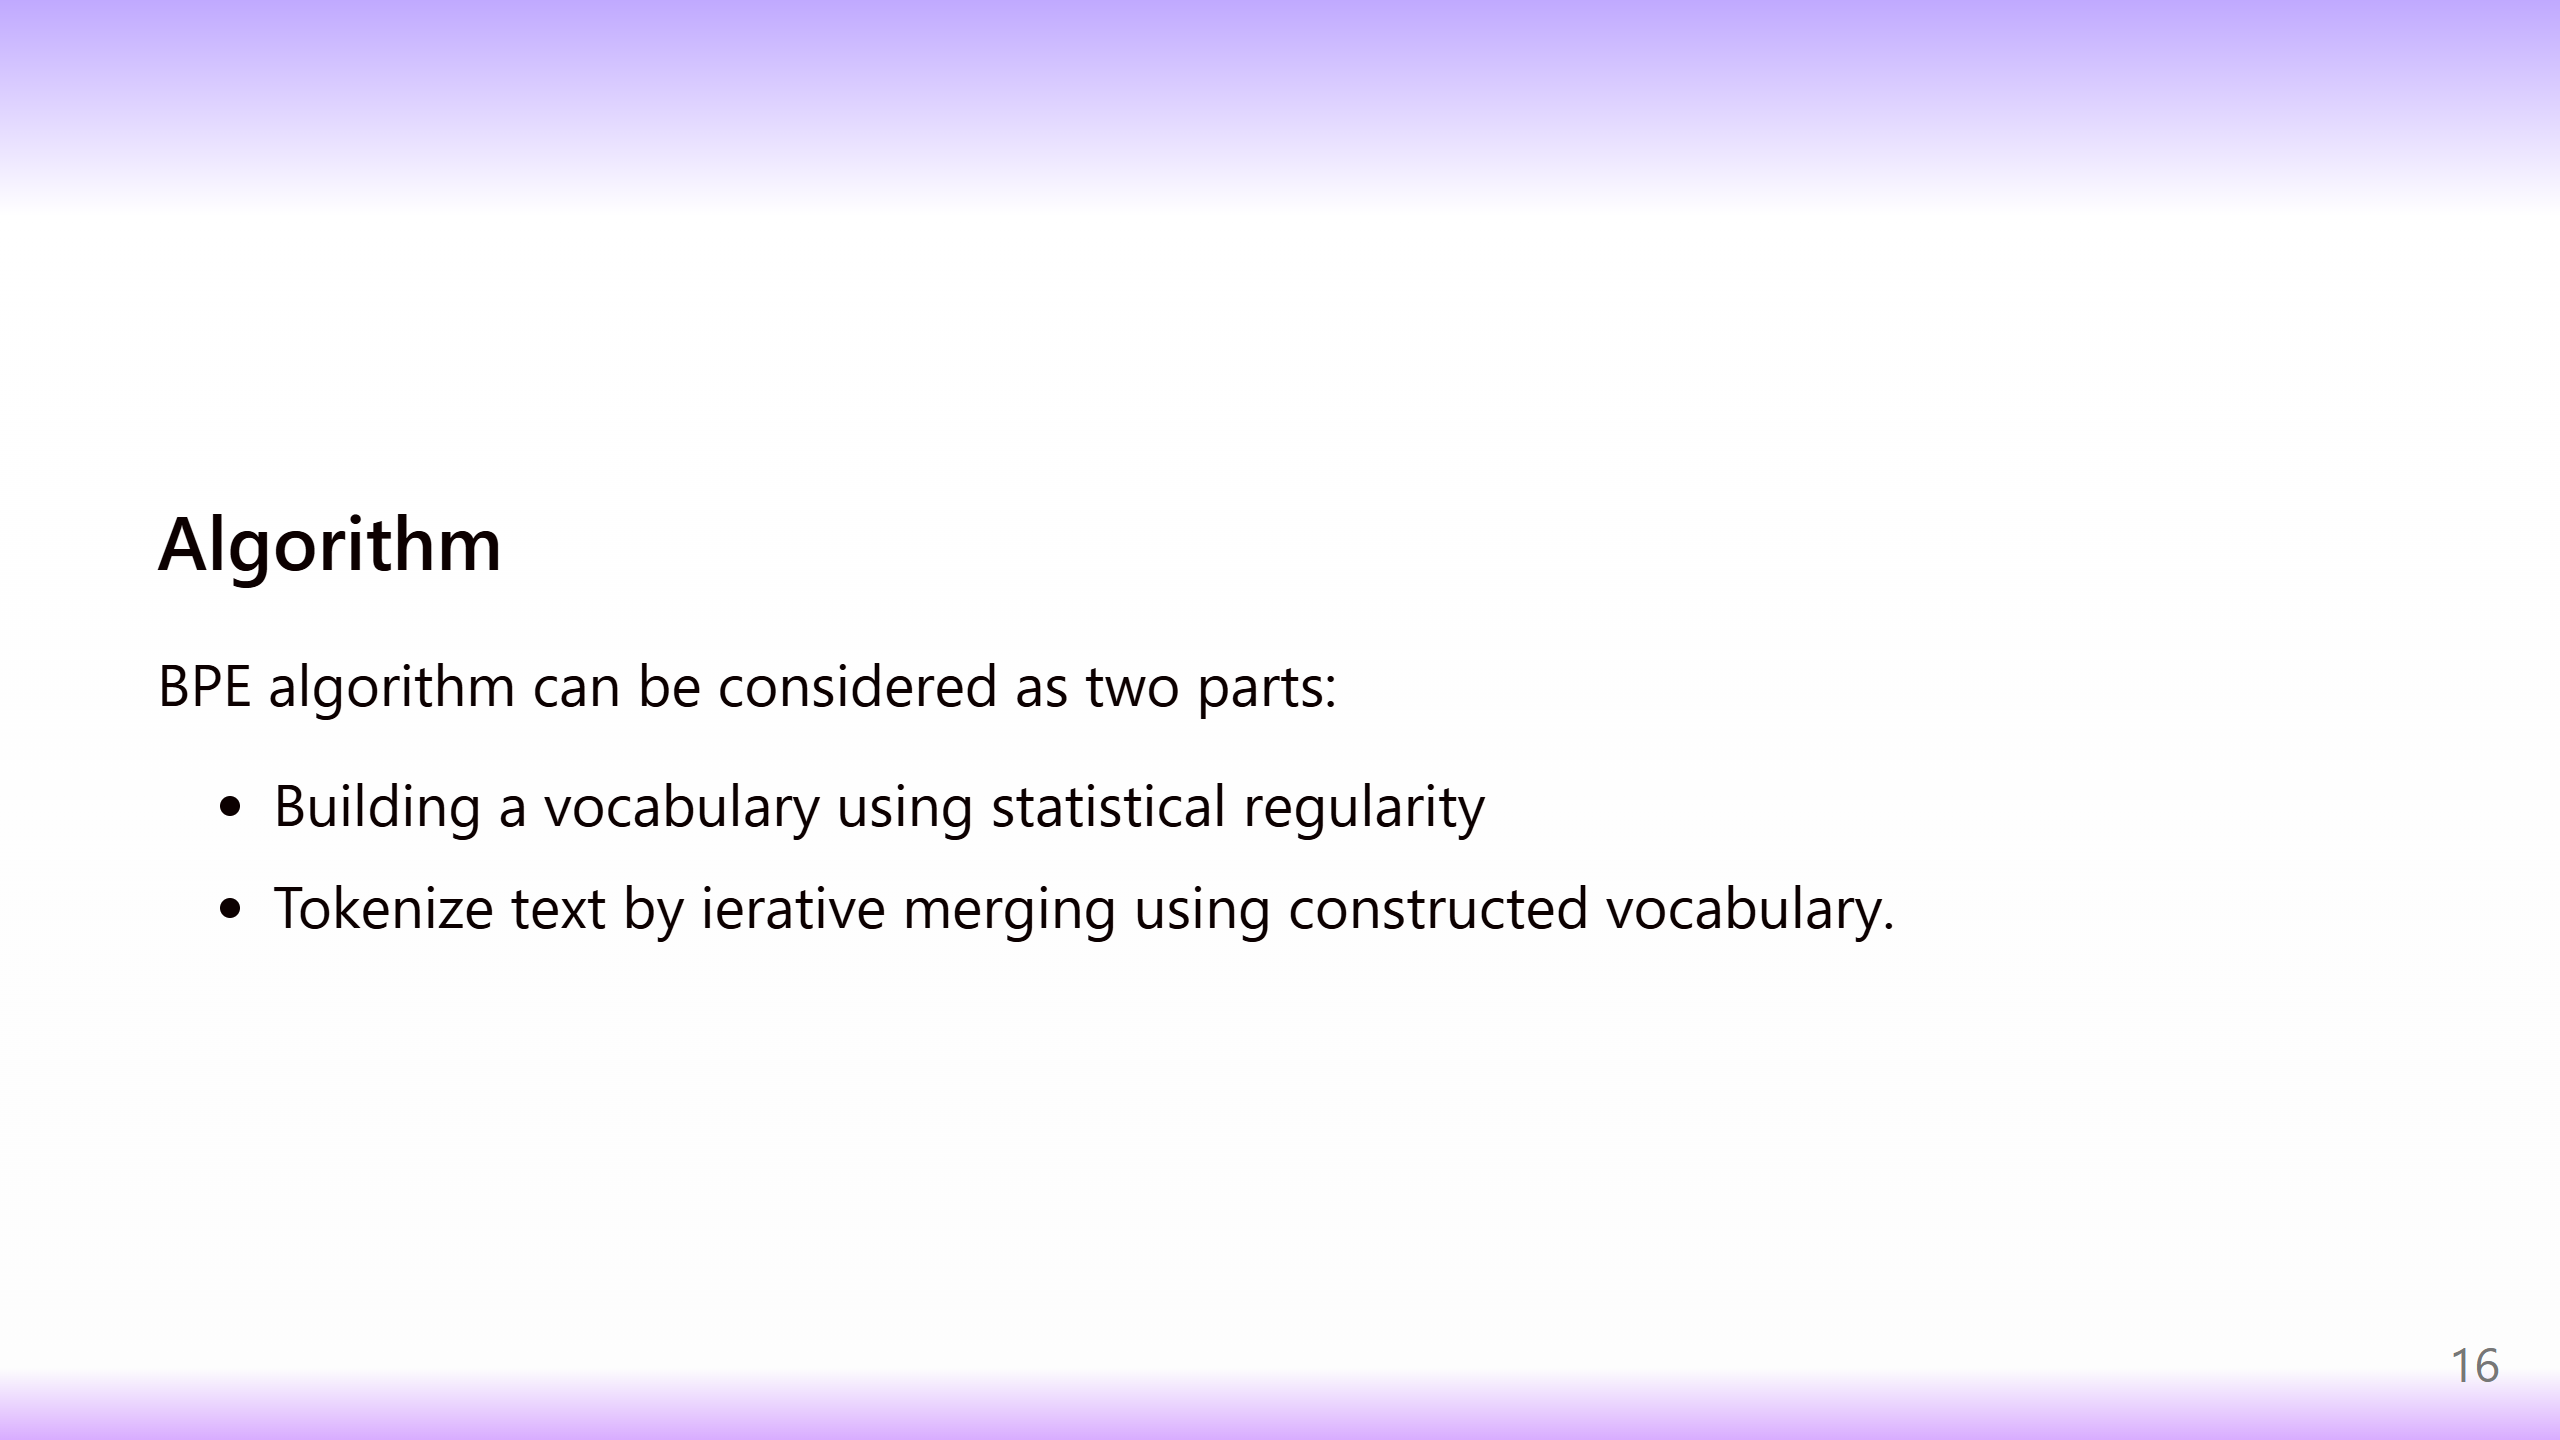 Algorithm
BPE algorithm can be considered as two parts:
• Building a vocabulary using statistical regularity
• Tokenize text by ierative merging using constructed vocabulary.
16